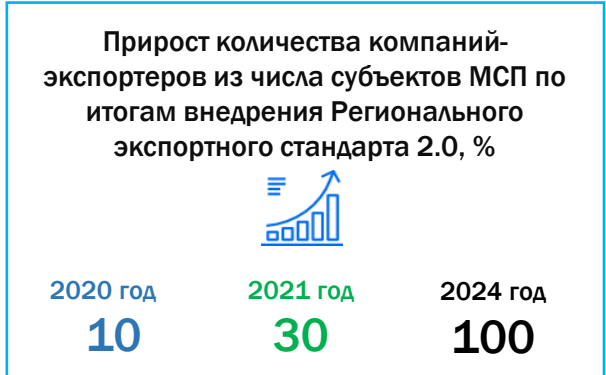 Прирост количества компаний-
экспортеров из числа субъектов МСП по
итогам внедрения Регионального
экспортного стандарта 2.0, %
2020 год 2021 год 2024 год
10 30 100